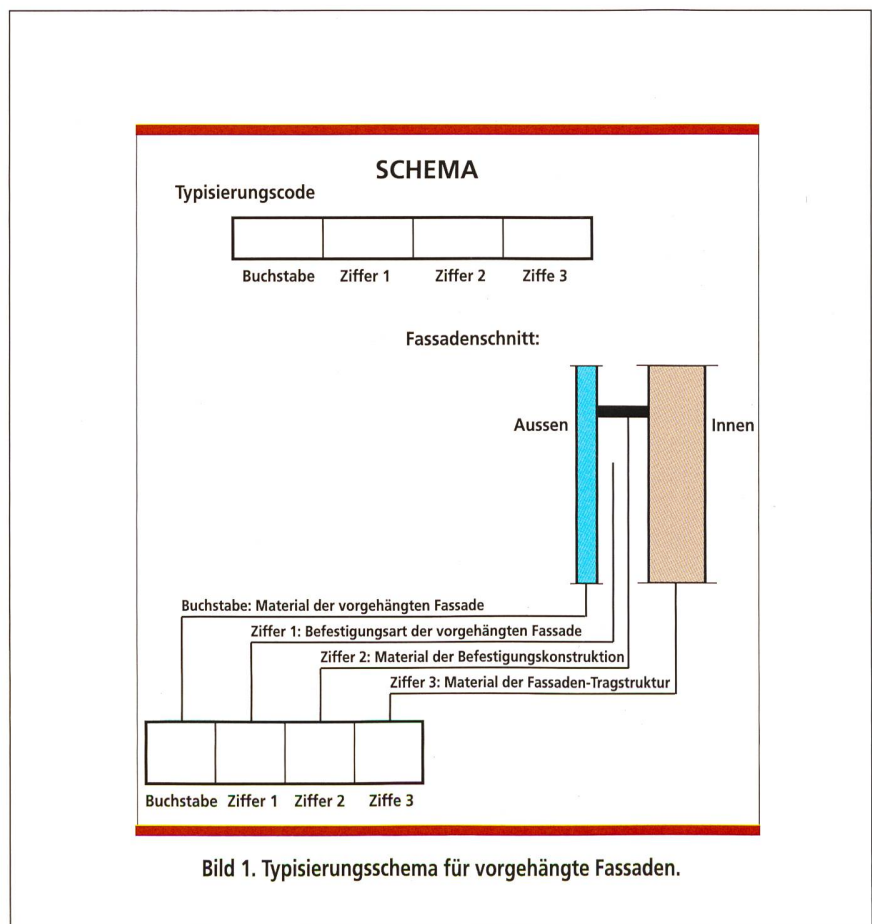 SCHEMA
Typisierungscode
Buchstabe Ziffer 1 Ziffer 2 Ziffe 3
Fassadenschnitt:
Aussen Innen
Buchstabe: Material der vorgehängten Fassade
Ziffer 1: Befestigungsart der vorgehängten Fassade
Ziffer 2: Material der Befestigungskonstruktion
Ziffer 3: Material der Fassaden-Tragstruktur
Buchstabe Ziffer 1 Ziffer 2 Ziffe 3
Bild 1. Typisierungsschema für vorgehängte Fassaden.